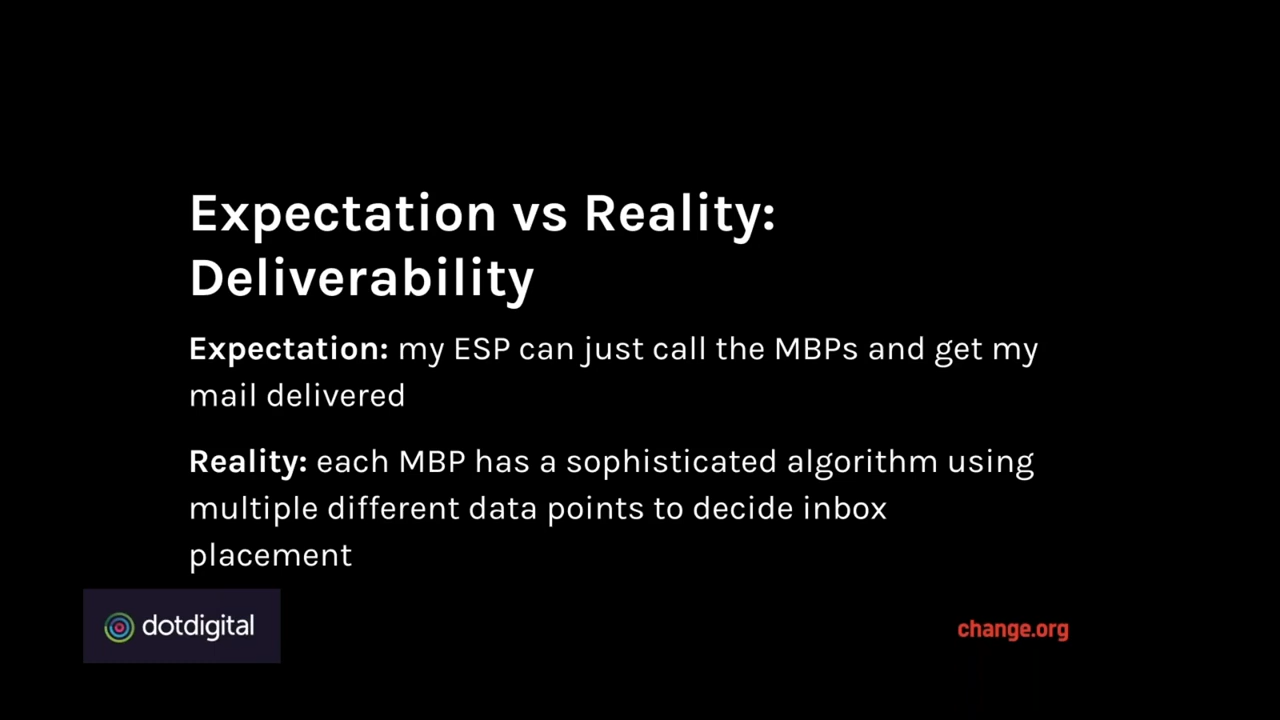 Expectation vs Reality:
Deliverability
Expectation: my ESP can just call the MBPs and get my
mail delivered
Reality: each MBP has a sophisticated algorithm using
multiple different data points to decide inbox
placement
dotdigital
change.org